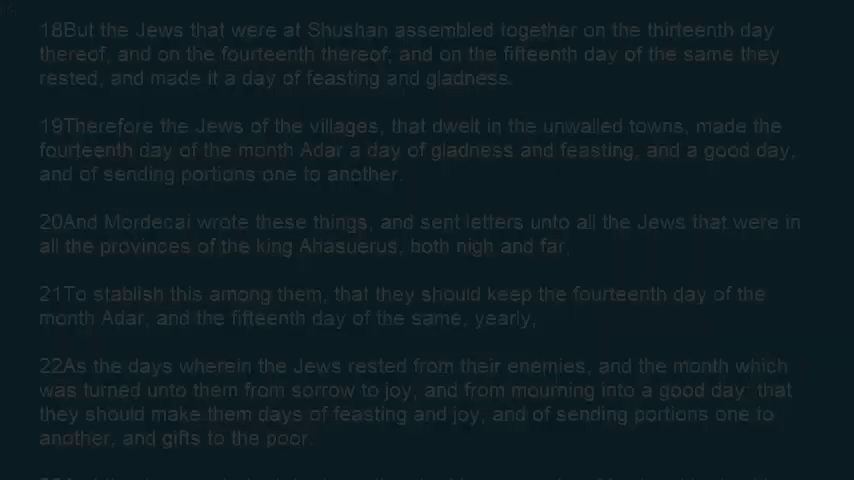 18But the Jews that were at Shushan assembled together on the thirteenth day
thereof, and on the fourteenth thereof; and on the fifteenth day of the same they
rested, and made it a day of feasting and gladness.
19Therefore the Jews of the villages, that dwelt in the unwalled towns, made the
fourteenth day of the month Adar a day of gladness and feasting, and a good day,
and of sending portions one to another.
20And Mordecai wrote these things, and sent letters unto all the Jews that were in
all the provinces of the king Ahasuerus, both nigh and far,
21To stablish this among them, that they should keep the fourteenth day of the
month Adar, and the fifteenth day of the same, yearly,
22As the days wherein the Jews rested from their enemies, and the month which
was turned unto them from sorrow to joy, and from mourning into a good day: that
they should make them days of feasting and joy, and of sending portions one to
another, and gifts to the poor.